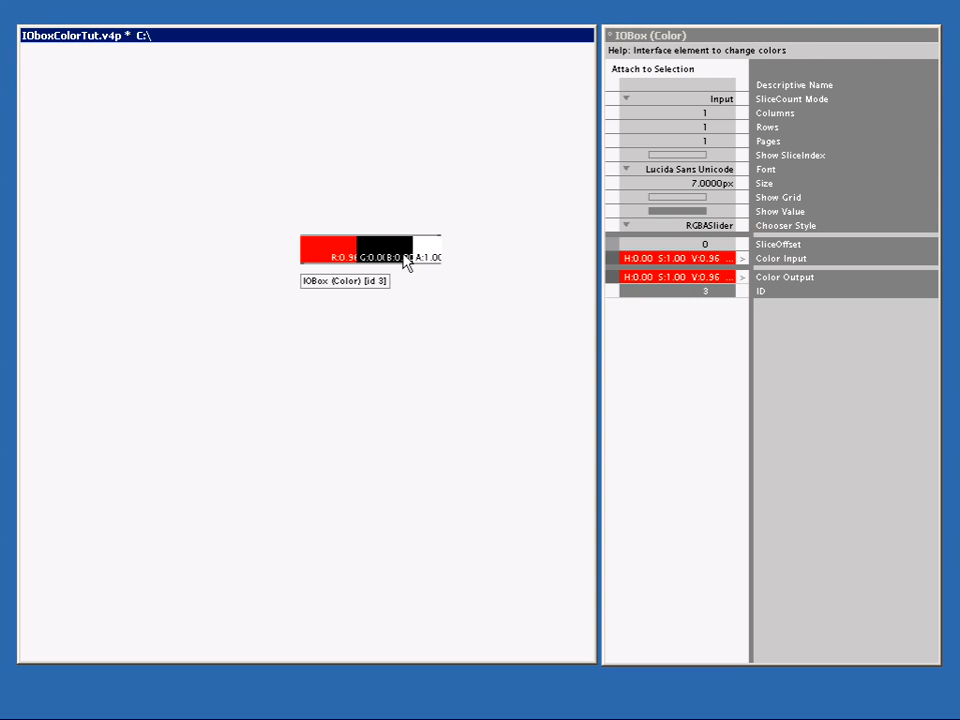 IOboxColorTut.v4p * C:\
R:0.96 G:0.00 B:0.00 A:1.00
IOBox (Color) [id 3]
° IOBox (Color)
Help: Interface element to change colors
Attach to Selection
Descriptive Name
Input SliceCount Mode
1 Columns
1 Rows
1 Pages
Show SliceIndex
Lucida Sans Unicode Font
7.0000px Size
Show Grid
Show Value
RGBASlider Chooser Style
0 SliceOffset
H:0.00 S:1.00 V:0.96 ... > Color Input
H:0.00 S:1.00 V:0.96 ... > Color Output
3 ID